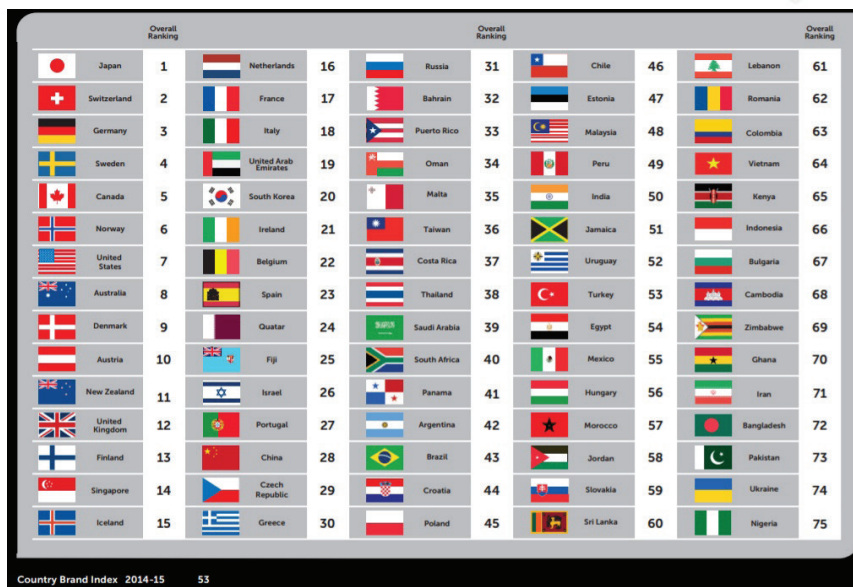 Overall Ranking
Japan 1
Switzerland 2
Germany 3
Sweden 4
Canada 5
Norway 6
United States 7
Australia 8
Denmark 9
Austria 10
New Zealand 11
United Kingdom 12
Finland 13
Singapore 14
Iceland 15
Netherlands 16
France 17
Italy 18
United Arab Emirates 19
South Korea 20
Ireland 21
Belgium 22
Spain 23
Quatar 24
Fiji 25
Israel 26
Portugal 27
China 28
Czech Republic 29
Greece 30
Overall Ranking
Russia 31
Bahrain 32
Puerto Rico 33
Oman 34
Malta 35
Taiwan 36
Costa Rica 37
Thailand 38
Saudi Arabia 39
South Africa 40
Panama 41
Argentina 42
Brazil 43
Croatia 44
Poland 45
Chile 46
Estonia 47
Malaysia 48
Peru 49
India 50
Jamaica 51
Uruguay 52
Turkey 53
Egypt 54
Mexico 55
Hungary 56
Morocco 57
Jordan 58
Slovakia 59
Sri Lanka 60
Overall Ranking
Lebanon 61
Romania 62
Colombia 63
Vietnam 64
Kenya 65
Indonesia 66
Bulgaria 67
Cambodia 68
Zimbabwe 69
Ghana 70
Iran 71
Bangladesh 72
Pakistan 73
Ukraine 74
Nigeria 75
Country Brand Index 2014-15 53